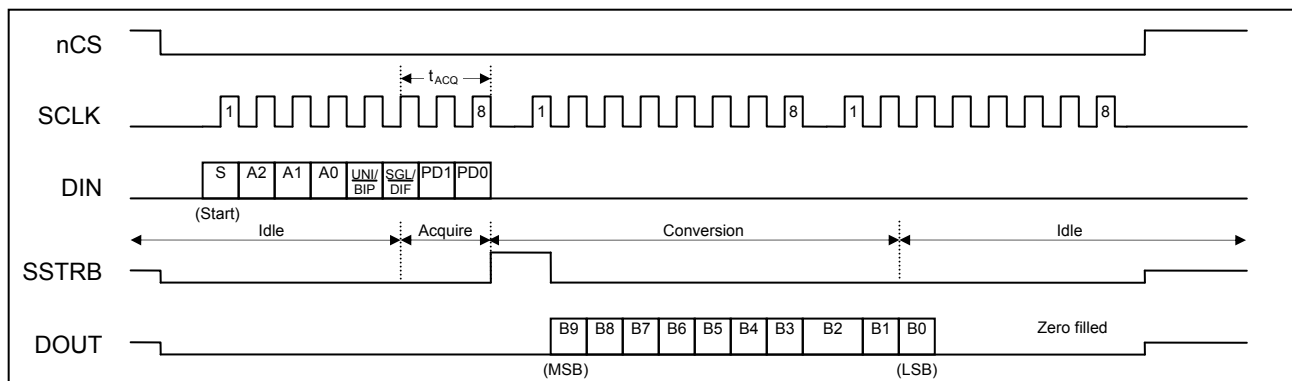 nCS
tACQ
SCLK
1 8 1 8 1 8
DIN
S A2 A1 A0 UNI/BIP SGL/DIF PD1 PD0
(Start)
Idle Acquire Conversion Idle
SSTRB
DOUT
B9 B8 B7 B6 B5 B4 B3 B2 B1 B0 Zero filled
(MSB) (LSB)